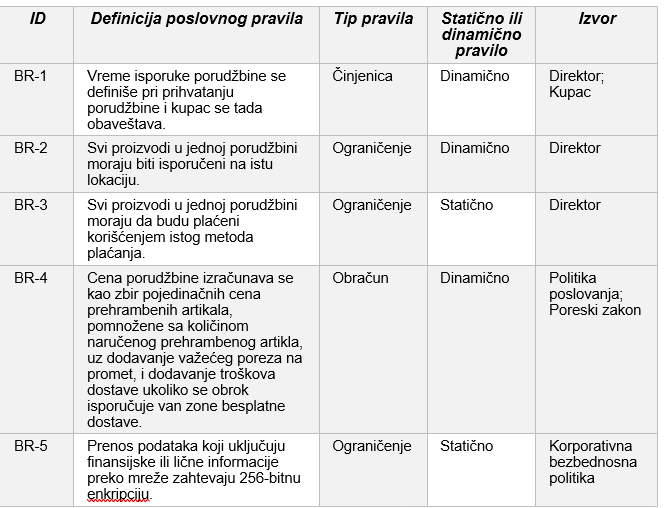 ID Definicija poslovnog pravila Tip pravila Statično ili
dinamično
pravilo Izvor
BR-1 Vreme isporuke porudžbine se Činjenica Dinamično Direktor;
definiše pri prihvatanju Kupac
porudžbine i kupac se tada
obaveštava.
BR-2 Svi proizvodi u jednoj porudžbini Ograničenje Dinamično Direktor
moraju biti isporučeni na istu
lokaciju.
BR-3 Svi proizvodi u jednoj porudžbini Ograničenje Statično Direktor
moraju da budu plaćeni
korišćenjem istog metoda
plaćanja.
BR-4 Cena porudžbine izračunava se Obračun Dinamično Politika
kao zbir pojedinačnih cena poslovanja;
prehrambenih artikala, Poreski zakon
pomnožene sa količinom
naručenog prehrambenog artikla,
uz dodavanje važećeg poreza na
promet, i dodavanje troškova
dostave ukoliko se obrok
isporučuje van zone besplatne
dostave.
BR-5 Prenos podataka koji uključuju Ograničenje Statično Korporativna
finansijske ili lične informacije bezbednosna
preko mreže zahtevaju 256-bitnu politika
enkripciju.